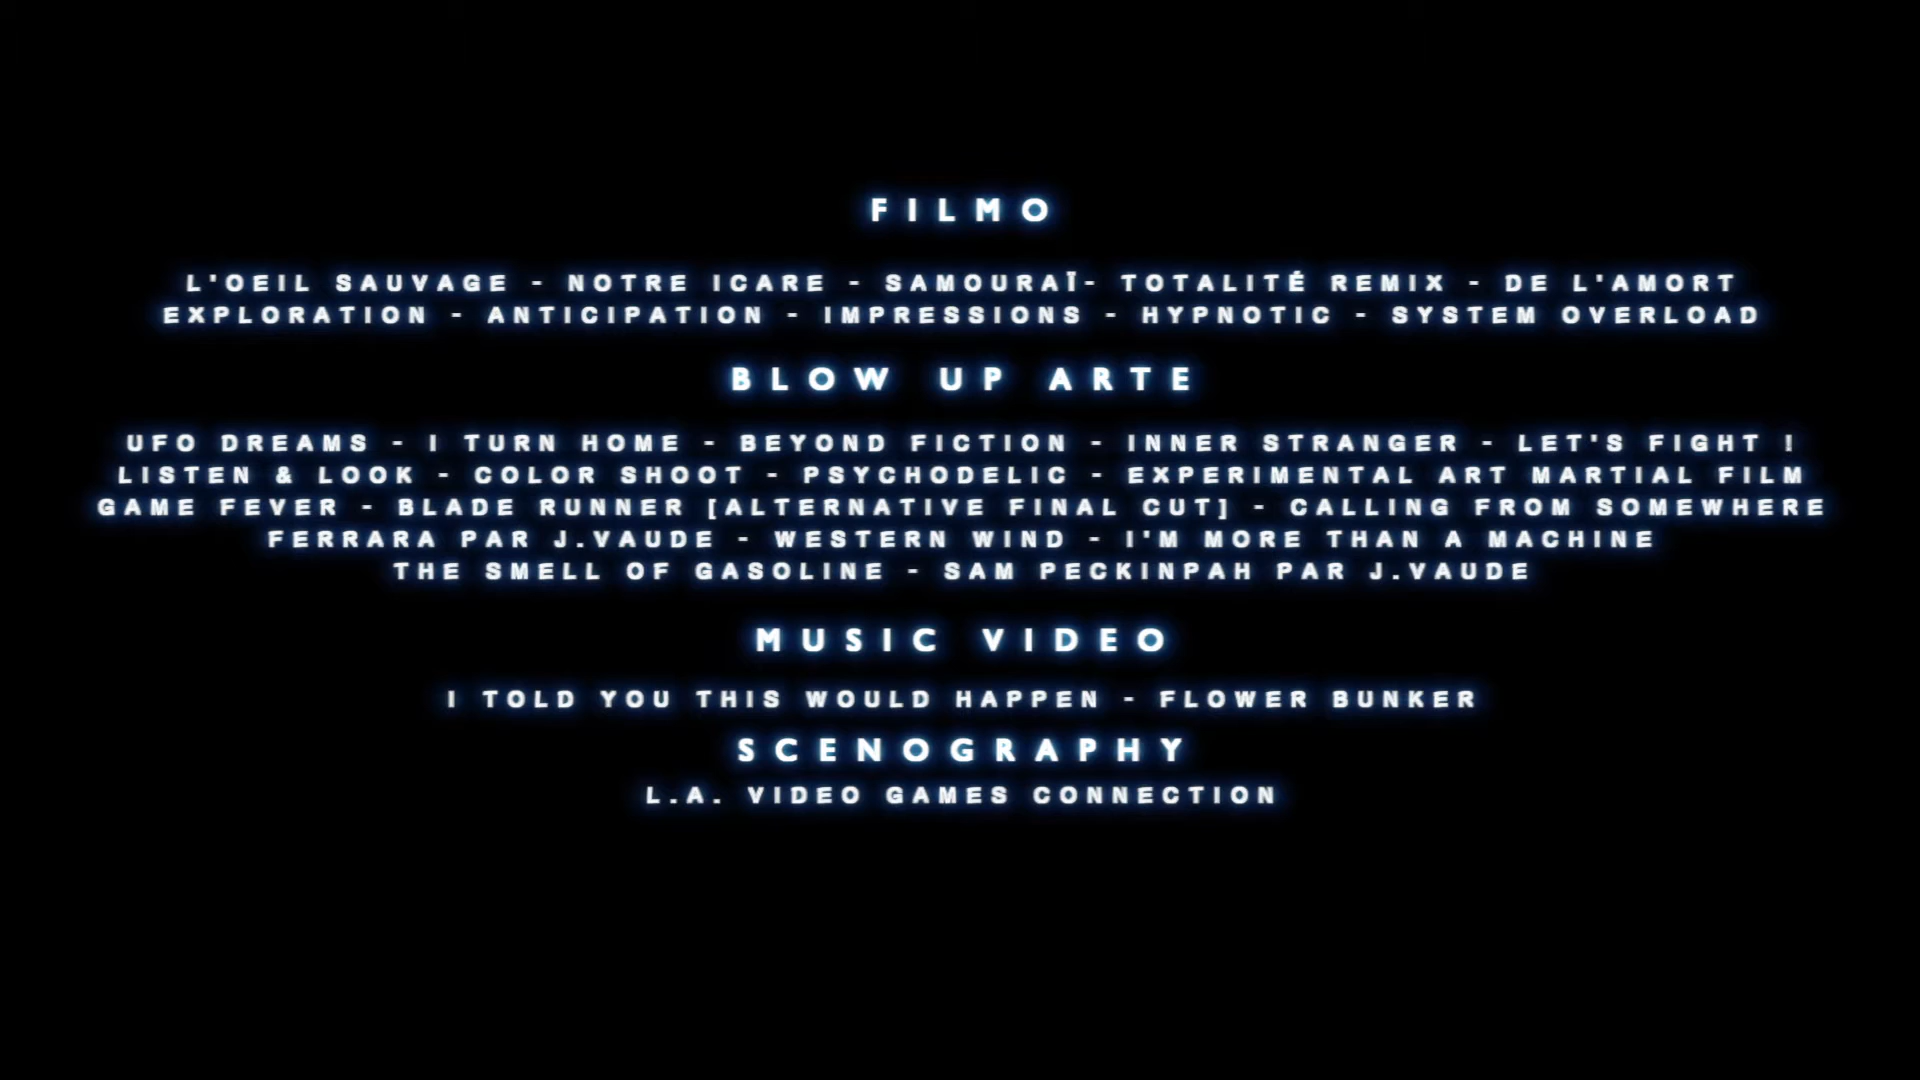 FILMO
L'OEIL SAUVAGE - NOTRE ICARE - SAMOURAÏ- TOTALITÉ REMIX - DE L'AMORT
EXPLORATION - ANTICIPATION - IMPRESSIONS - HYPNOTIC - SYSTEM OVERLOAD
BLOW UP ARTE
UFO DREAMS - I TURN HOME - BEYOND FICTION - INNER STRANGER - LET'S FIGHT !
LISTEN & LOOK - COLOR SHOOT - PSYCHODELIC - EXPERIMENTAL ART MARTIAL FILM
GAME FEVER - BLADE RUNNER [ALTERNATIVE FINAL CUT] - CALLING FROM SOMEWHERE
FERRARA PAR J.VAUDE - WESTERN WIND - I'M MORE THAN A MACHINE
THE SMELL OF GASOLINE - SAM PECKINPAH PAR J.VAUDE
MUSIC VIDEO
I TOLD YOU THIS WOULD HAPPEN - FLOWER BUNKER
SCENOGRAPHY
L.A. VIDEO GAMES CONNECTION